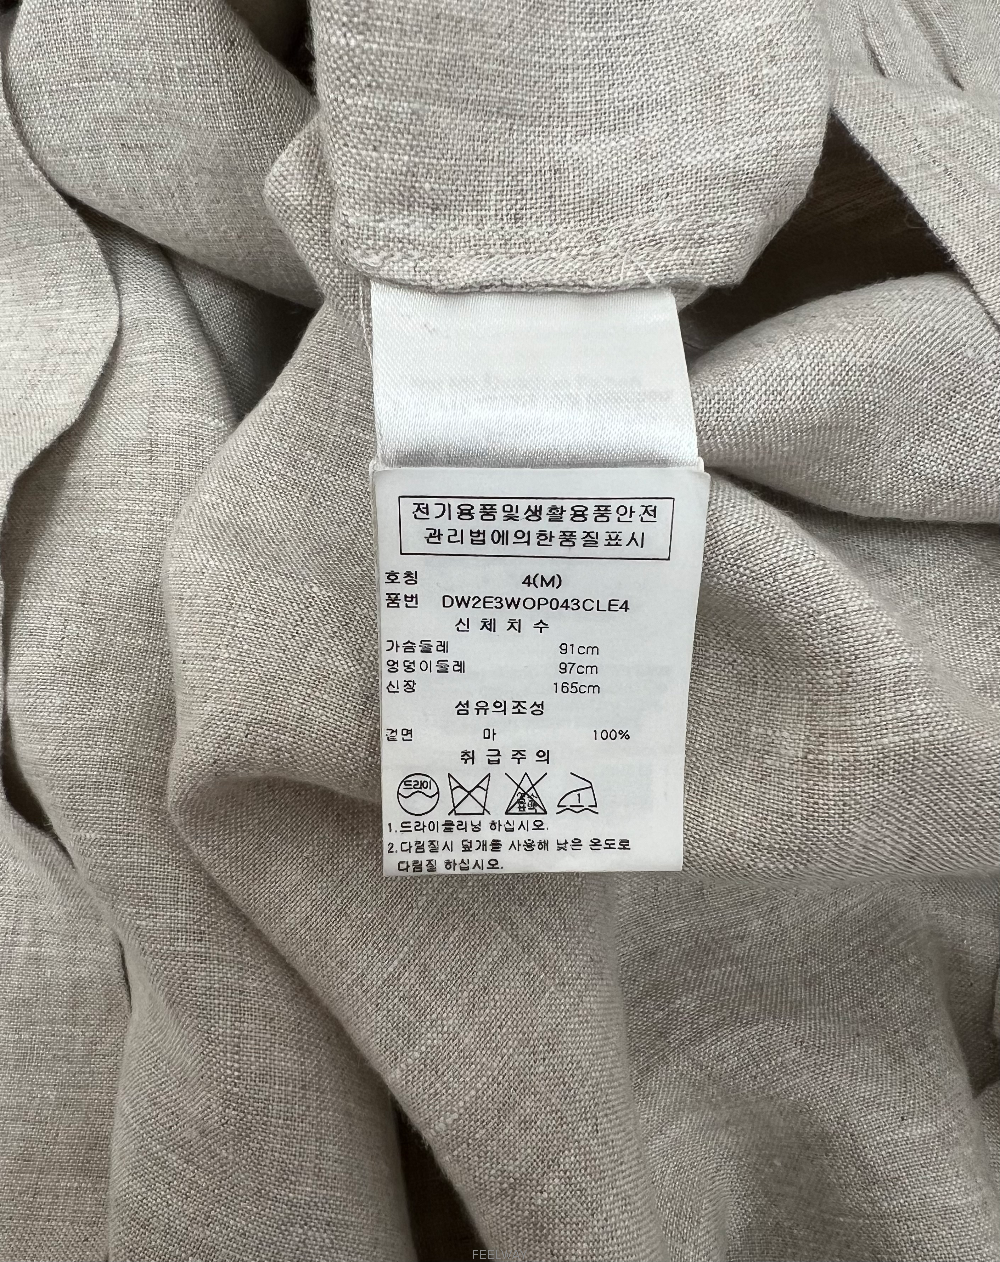 전기용품및생활용품안전
관리법에의한품질표시
호칭 4(M)
품번 DW2E3WOP043CLE4
신 체 치 수
가슴둘레 91cm
엉덩이둘레 97cm
신장 165cm
섬유의조성
겉면 마 100%
취 급 주 의
드라이 1
1.드라이클리닝 하십시오.
2.다림질시 덮개를 사용해 낮은 온도로
다림질 하십시오.